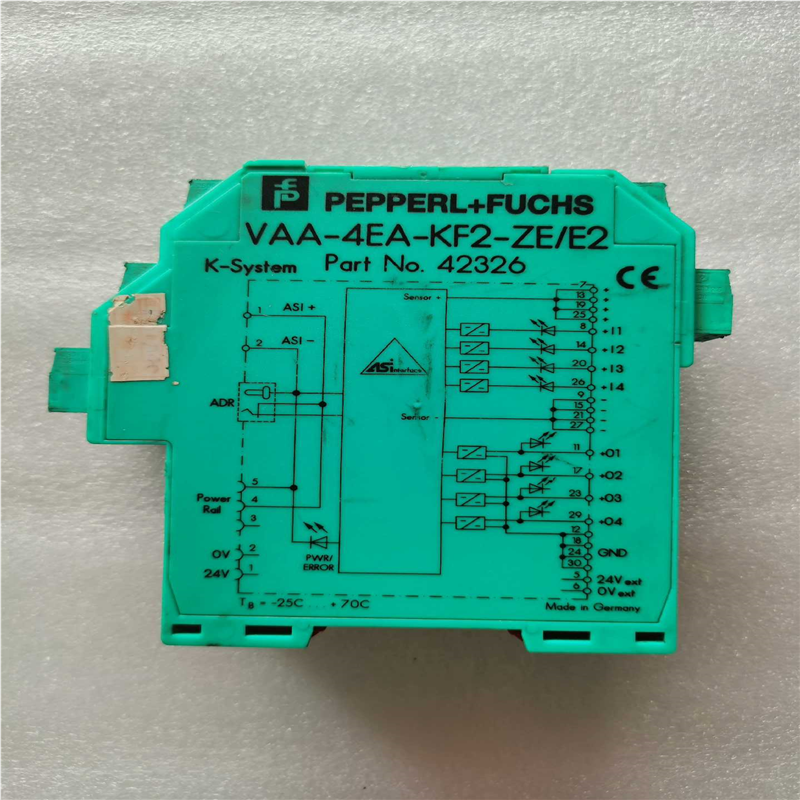 PEPPERL+FUCHS
VAA-4EA-KF2-ZE/E2
K-System Part No. 42326
CE
7 +
Sensor + 13 +
19 +
1 ASI + 25 +
8 +I1
2 ASI - 14 +I2
20 +I3
ASi
interface
26 +I4
9 -
ADR 15 -
Sensor - 21 -
27 -
11 +O1
5 17 +O2
Power
Rail
4 23 +O3
3 29 +O4
12
18
0V 2 24 GND
PWR/
ERROR
30
24V 1 5 24V ext
6 0V ext
TB = -25C ... + 70C Made in Germany